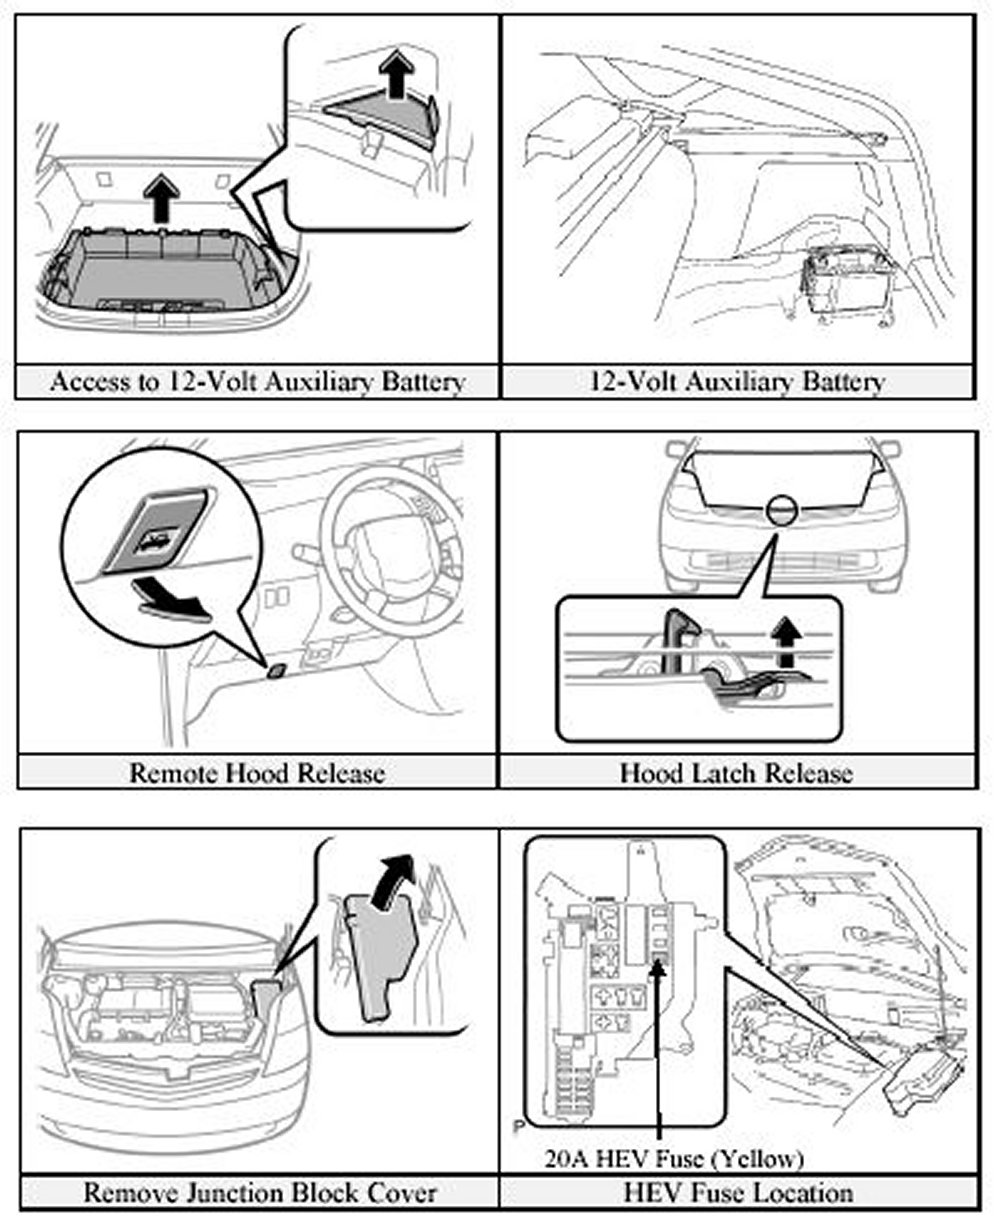 Access to 12-Volt Auxiliary Battery
12-Volt Auxiliary Battery
Remote Hood Release
Hood Latch Release
P
20A HEV Fuse (Yellow)
Remove Junction Block Cover
HEV Fuse Location